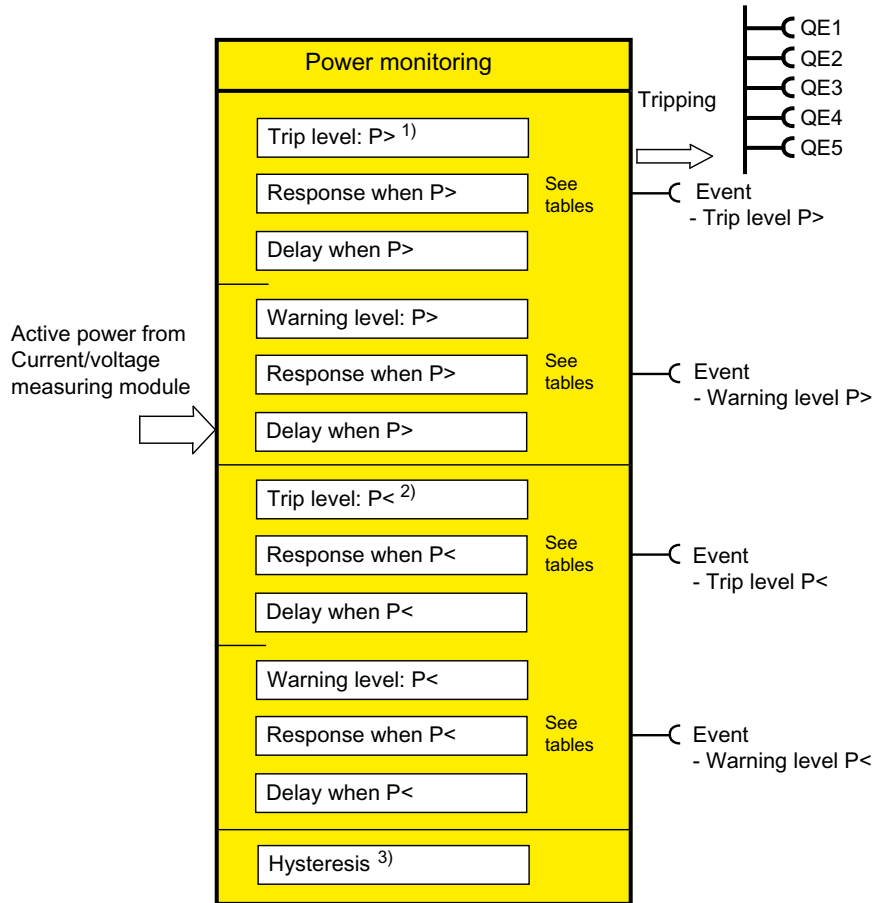 Power monitoring
Tripping
QE1
QE2
QE3
QE4
QE5
Trip level: P> 1)
Response when P>
See
tables
Event
- Trip level P>
Delay when P>
Active power from
Current/voltage
measuring module
Warning level: P>
Response when P>
See
tables
Event
- Warning level P>
Delay when P>
Trip level: P< 2)
Response when P<
See
tables
Event
- Trip level P<
Delay when P<
Warning level: P<
Response when P<
See
tables
Event
- Warning level P<
Delay when P<
Hysteresis 3)